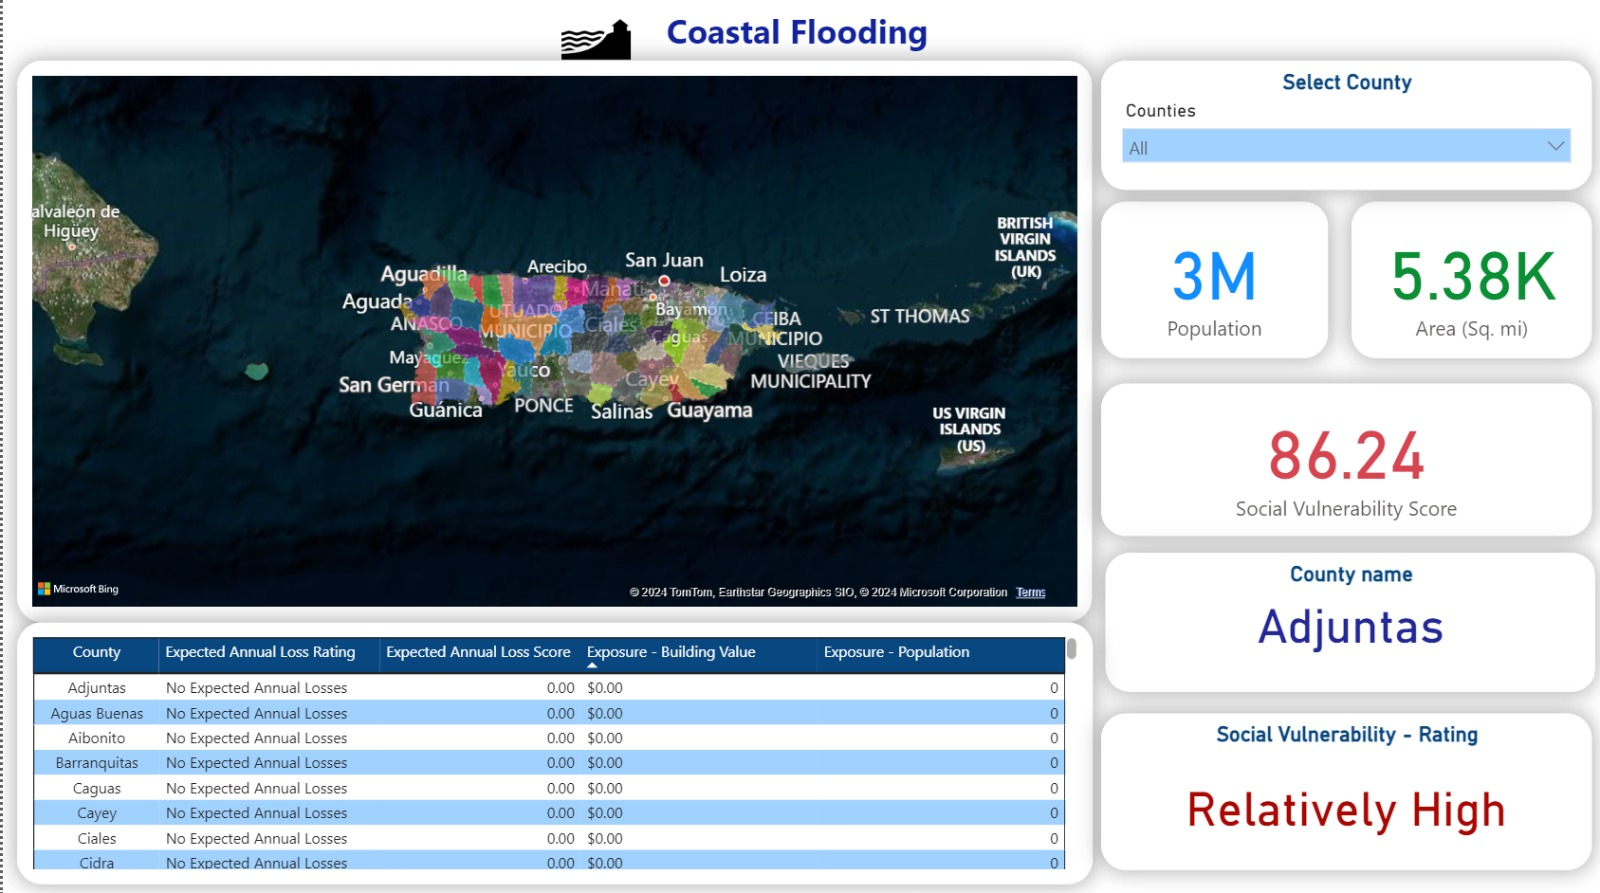 Coastal Flooding
alvaleón de
Higüey
BRITISH
VIRGIN
ISLANDS
(UK)
Aguadilla
Arecibo
San Juan
Loiza
Aguada
Manatí
UTUADO
MUNICIPIO
Bayamon
ANASCO
Ciales
CEIBA
MUNICIPIO
ST THOMAS
aguas
Mayagüez
VIEQUES
MUNICIPALITY
San German
Yauco
Cayey
Guánica
PONCE
Salinas
Guayama
US VIRGIN
ISLANDS
(US)
Microsoft Bing
© 2024 TomTom, Earthstar Geographics SIO, © 2024 Microsoft Corporation Terms
Select County
Counties
All
3M
Population
5.38K
Area (Sq. mi)
86.24
Social Vulnerability Score
County name
Adjuntas
Social Vulnerability - Rating
Relatively High
County Expected Annual Loss Rating Expected Annual Loss Score Exposure - Building Value Exposure - Population
Adjuntas No Expected Annual Losses 0.00 $0.00 0
Aguas Buenas No Expected Annual Losses 0.00 $0.00 0
Aibonito No Expected Annual Losses 0.00 $0.00 0
Barranquitas No Expected Annual Losses 0.00 $0.00 0
Caguas No Expected Annual Losses 0.00 $0.00 0
Cayey No Expected Annual Losses 0.00 $0.00 0
Ciales No Expected Annual Losses 0.00 $0.00 0
Cidra No Expected Annual Losses 0.00 $0.00 0